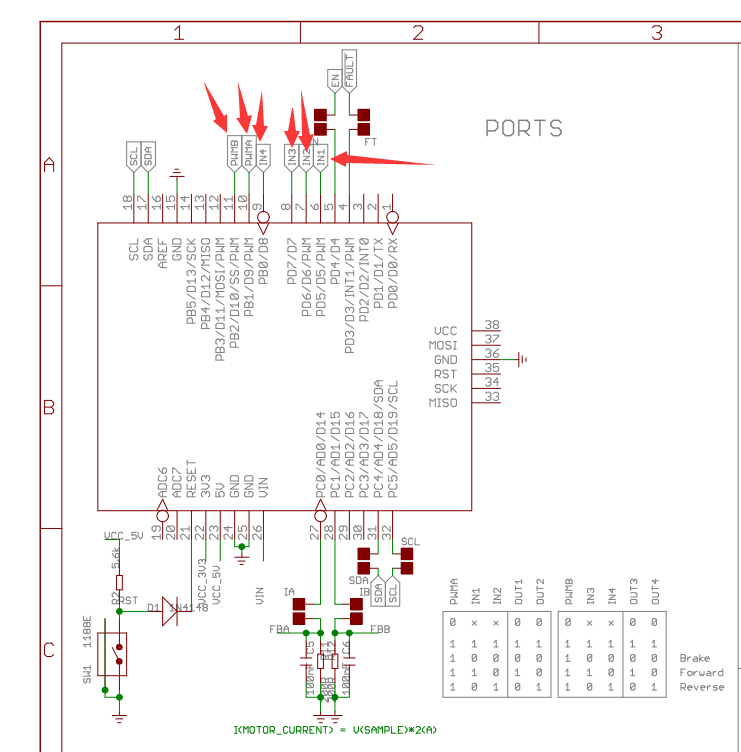 1 2 3
A
B
C
PORTS
EN
FAULT
FT
SCL
SDA
PWMB
PWMA
IN4
IN3
IN2
IN1
18 17 16 15 14 13 12 11 10 9 8 7 6 5 4 3 2 1
SCL
SDA
AREF
GND
PB5/D13/SCK
PB4/D12/MISO
PB3/D11/MOSI/PWM
PB2/D10/SS/PWM
PB1/D9/PWM
PB0/D8
PD7/D7
PD6/D6/PWM
PD5/D5/PWM
PD4/D4
PD3/D3/INT1/PWM
PD2/D2/INT0
PD1/D1/TX
PD0/D0/RX
VCC 38
MOSI 37
GND 36
RST 35
SCK 34
MISO 33
ADC6
ADC7
RESET
3V3
5V
GND
GND
VIN
PC0/AD0/D14
PC1/AD1/D15
PC2/AD2/D16
PC3/AD3/D17
PC4/AD4/D18/SDA
PC5/AD5/D19/SCL
19 20 21 22 23 24 25 26 27 28 29 30 31 32
VCC_5V
5.6k
R2
RST
D1 1N4148
VCC_3V3
VCC_5V
VIN
SW1 1188E
SCL
SDA
SDA
SCL
IA
IB
FBA
FBB
C5
100nF
R12
C6
100nF
I(MOTOR_CURRENT) = V(SAMPLE)*2(A)
PWMA IN1 IN2 OUT1 OUT2 PWMB IN3 IN4 OUT3 OUT4
0 x x 0 0 0 x x 0 0
1 1 1 1 1 1 1 1 1 1
1 0 0 0 0 1 0 0 0 0 Brake
1 1 0 1 0 1 1 0 1 0 Forward
1 0 1 0 1 1 0 1 0 1 Reverse